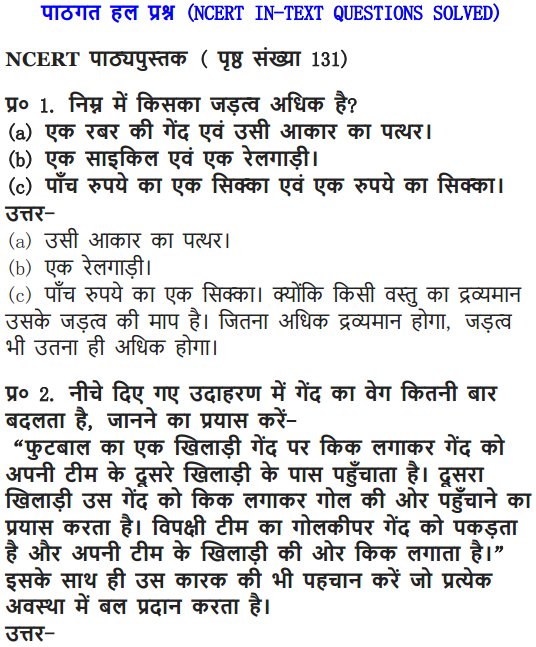 पाठगत हल प्रश्न (NCERT IN-TEXT QUESTIONS SOLVED)
NCERT पाठ्यपुस्तक ( पृष्ठ संख्या 131)
प्र० 1. निम्न में किसका जड़त्व अधिक है?
(a) एक रबर की गेंद एवं उसी आकार का पत्थर।
(b) एक साइकिल एवं एक रेलगाड़ी।
(c) पाँच रुपये का एक सिक्का एवं एक रुपये का सिक्का।
उत्तर-
(a) उसी आकार का पत्थर।
(b) एक रेलगाड़ी।
(c) पाँच रुपये का एक सिक्का। क्योंकि किसी वस्तु का द्रव्यमान
उसके जड़त्व की माप है। जितना अधिक द्रव्यमान होगा, जड़त्व
भी उतना ही अधिक होगा।
प्र० 2. नीचे दिए गए उदाहरण में गेंद का वेग कितनी बार
बदलता है, जानने का प्रयास करें-
“फुटबाल का एक खिलाड़ी गेंद पर किक लगाकर गेंद को
अपनी टीम के दूसरे खिलाड़ी के पास पहुँचाता है। दूसरा
खिलाड़ी उस गेंद को किक लगाकर गोल की ओर पहुँचाने का
प्रयास करता है। विपक्षी टीम का गोलकीपर गेंद को पकड़ता
है और अपनी टीम के खिलाड़ी की ओर किक लगाता है।”
इसके साथ ही उस कारक की भी पहचान करें जो प्रत्येक
अवस्था में बल प्रदान करता है।
उत्तर-